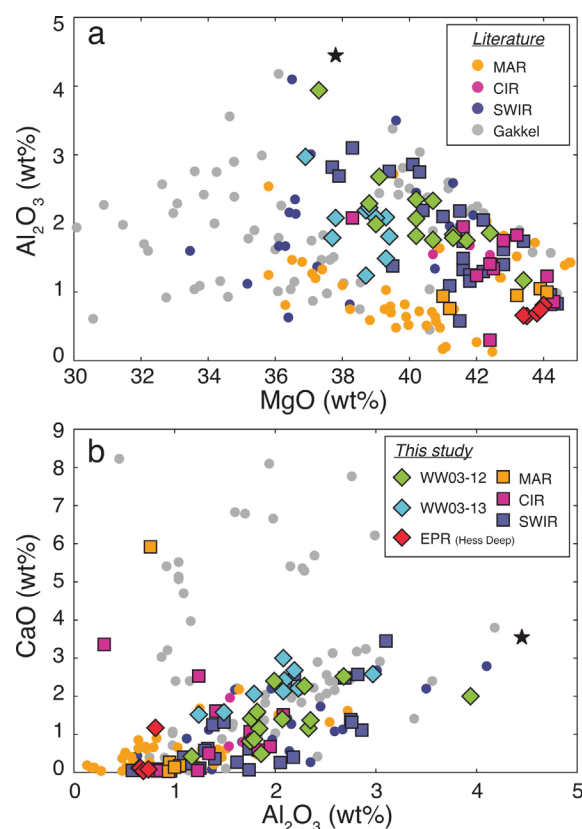 a
Literature
MAR
CIR
SWIR
Gakkel
5
4
3
2
1
0
Al2O3 (wt%)
30 32 34 36 38 40 42 44
MgO (wt%)
b
This study
WW03-12
WW03-13
EPR (Hess Deep)
MAR
CIR
SWIR
9
8
7
6
5
4
3
2
1
0
CaO (wt%)
0 1 2 3 4 5
Al2O3 (wt%)